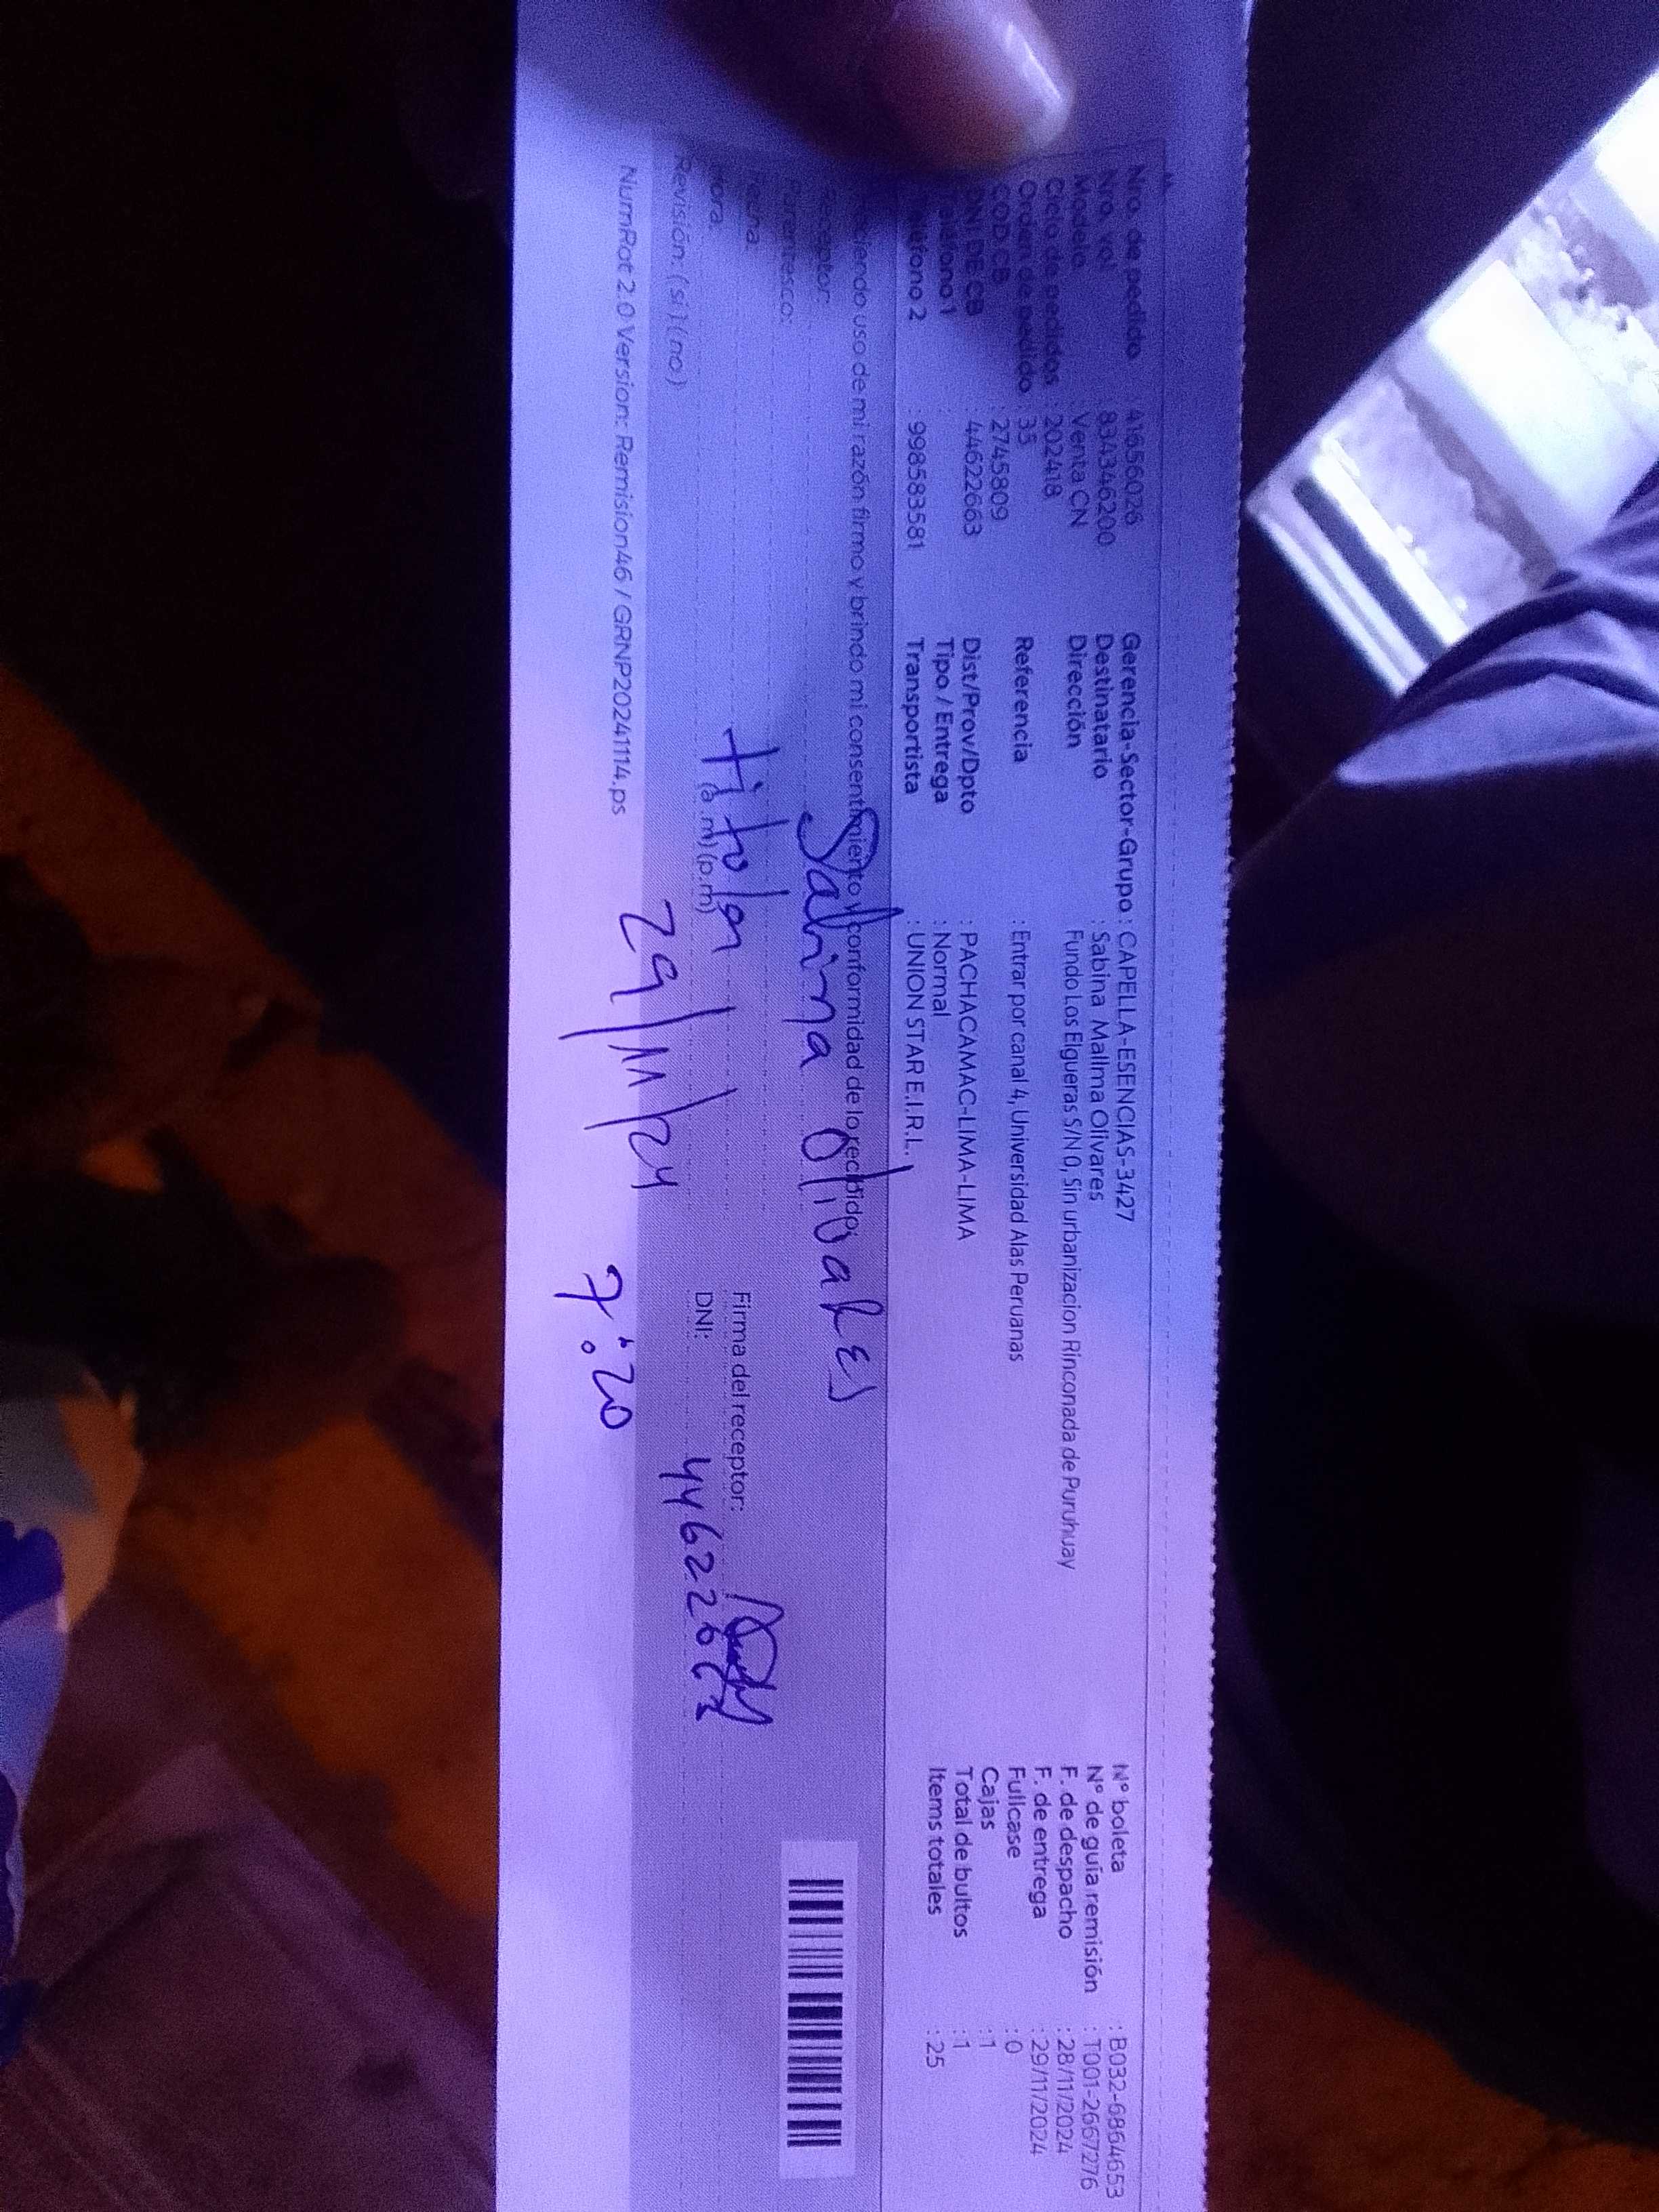 Nro. de pedido : 41656026
Nro. vol : 834346200
Modelo : Venta CN
Ciclo de pedidos : 202418
Orden de pedido : 35
COD.CB : 2745809
DNI DE CB : 44622663
Teléfono 1 :
Teléfono 2 : 998583581
Gerencia-Sector-Grupo : CAPELLA-ESENCIAS-3427
Destinatario : Sabina Mallma Olivares
Dirección Fundo Los Elgueras S/N 0, Sin urbanizacion Rinconada de Puruhuay
Referencia : Entrar por canal 4, Universidad Alas Peruanas
Dist/Prov/Dpto : PACHACAMAC-LIMA-LIMA
Tipo / Entrega : Normal
Transportista : UNION STAR E.I.R.L.
N° boleta : B032-6864653
N° de guía remisión : T001-2667276
F. de despacho : 28/11/2024
F. de entrega : 29/11/2024
Fullcase : 0
Cajas : 1
Total de bultos : 1
Items totales : 25
uso de mi razón firmo y brindo mi consentimiento y conformidad de lo recibido.
Receptor: Sabina olivaRES
Parentesco: titular
Fecha: 29/11/24
Hora: (a.m) (p.m) 7:20
Firma del receptor:
DNI: 44622663
Revisión: (si) (no)
NumRot 2.0 Version: Remision46 / GRNP20241114.ps